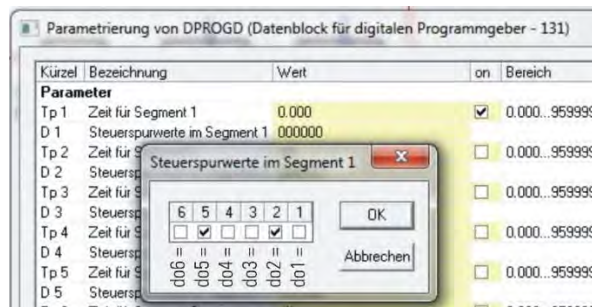 Parametrierung von DPROGD (Datenblock für digitalen Programmgeber - 131)
Kürzel Bezeichnung Wert on Bereich
Parameter
Tp 1 Zeit für Segment 1 0.000 0.000...959999
D 1 Steuerspurwerte im Segment 1 000000
Tp 2 Zeit für S 0.000...959999
D 2 Steuersp
Tp 3 Zeit für S 0.000...959999
D 3 Steuersp
Tp 4 Zeit für S 0.000...959999
D 4 Steuersp
Tp 5 Zeit für S 0.000...959999
D 5 Steuersp
Steuerspurwerte im Segment 1
6 5 4 3 2 1
OK
do6 = do5 = do4 = do3 = do2 = do1 =
Abbrechen